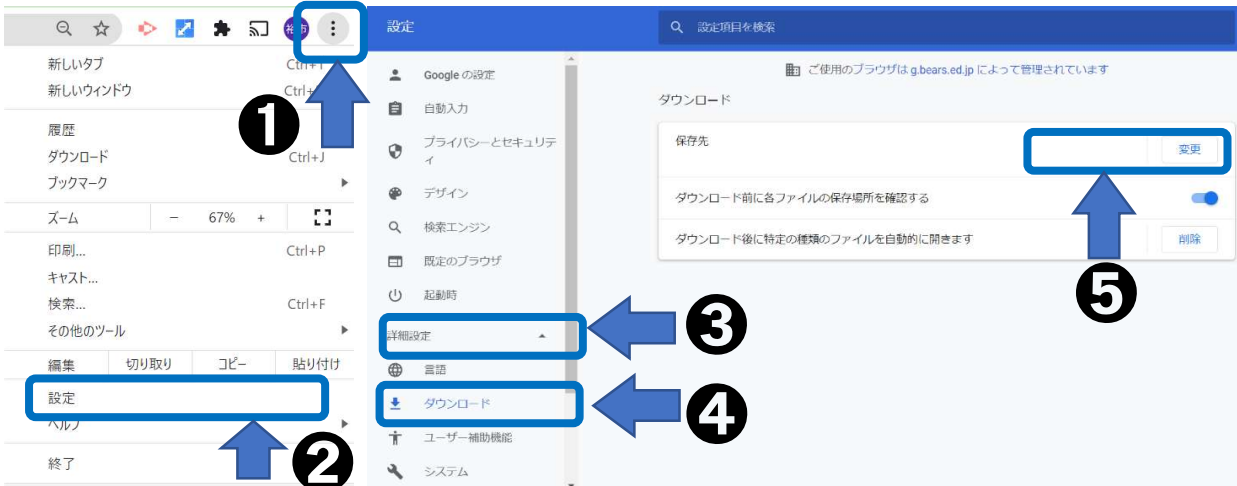 裕市
新しいタブ Ctrl+T
新しいウィンドウ Ctrl+
❶
履歴
ダウンロード Ctrl+J
ブックマーク
ズーム − 67% +
印刷... Ctrl+P
キャスト...
検索... Ctrl+F
その他のツール
編集 切り取り コピー 貼り付け
設定
ヘルプ
❷
終了
設定
Google の設定
自動入力
プライバシーとセキュリテ
ィ
デザイン
検索エンジン
既定のブラウザ
起動時
詳細設定
❸
言語
ダウンロード
❹
ユーザー補助機能
システム
設定項目を検索
ご使用のブラウザは g.bears.ed.jp によって管理されています
ダウンロード
保存先 変更
ダウンロード前に各ファイルの保存場所を確認する
ダウンロード後に特定の種類のファイルを自動的に開きます 削除
❺